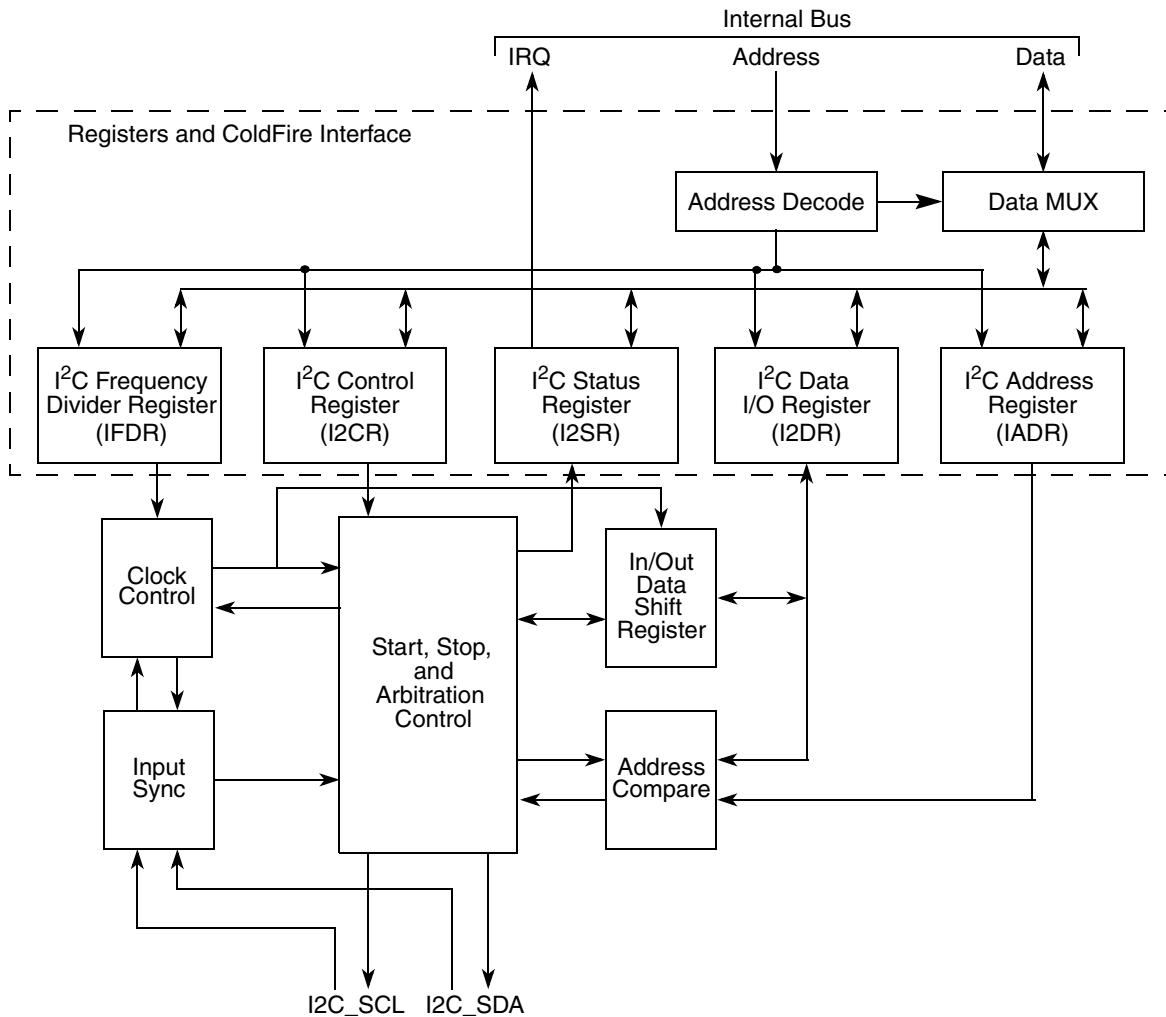 Internal Bus
IRQ
Address
Data
Registers and ColdFire Interface
Address Decode
Data MUX
I²C Frequency
Divider Register
(IFDR)
I²C Control
Register
(I2CR)
I²C Status
Register
(I2SR)
I²C Data
I/O Register
(I2DR)
I²C Address
Register
(IADR)
Clock
Control
Start, Stop,
and
Arbitration
Control
In/Out
Data
Shift
Register
Input
Sync
Address
Compare
I2C_SCL
I2C_SDA